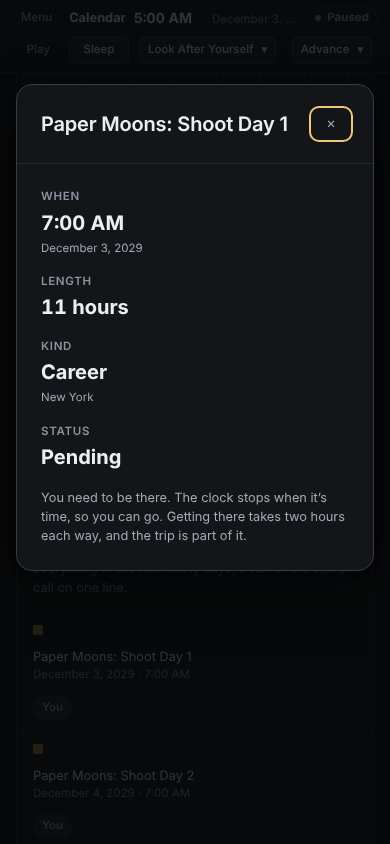 Menu
Calendar
5:00 AM
December 3, ...
Paused
Play
Sleep
Look After Yourself ▾
Advance ▾
Paper Moons: Shoot Day 1
×
WHEN
7:00 AM
December 3, 2029
LENGTH
11 hours
KIND
Career
New York
STATUS
Pending
You need to be there. The clock stops when it’s
time, so you can go. Getting there takes two hours
each way, and the trip is part of it.
call on one line.
Paper Moons: Shoot Day 1
December 3, 2029 · 7:00 AM
You
Paper Moons: Shoot Day 2
December 4, 2029 · 7:00 AM
You